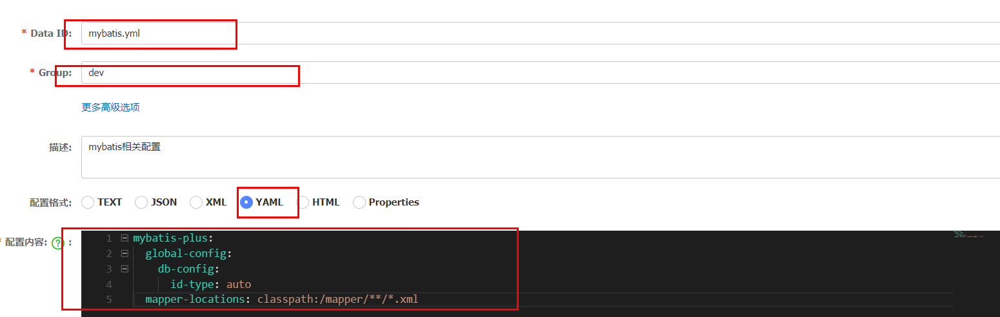 * Data ID: mybatis.yml
* Group: dev
更多高级选项
描述: mybatis相关配置
配置格式: TEXT JSON XML YAML HTML Properties
* 配置内容: ? :
1 mybatis-plus:
2 global-config:
3 db-config:
4 id-type: auto
5 mapper-locations: classpath:/mapper/**/*.xml